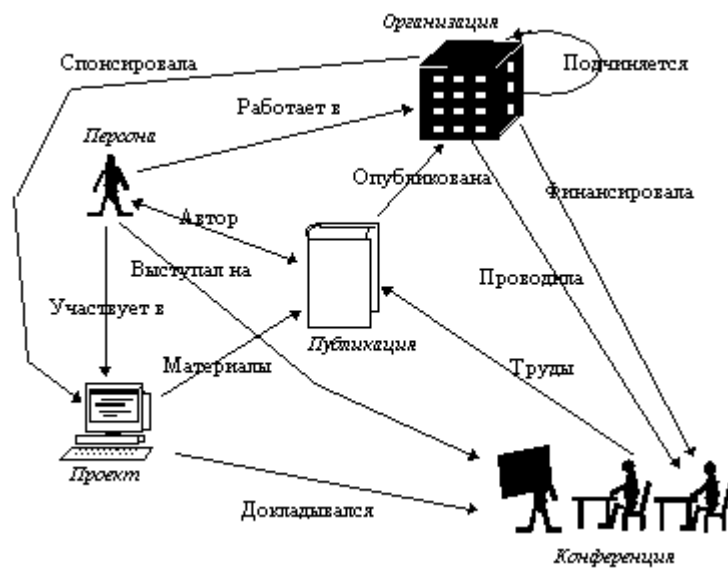 Организация
Спонсировала
Подчиняется
Работает в
Персона
Опубликована
Финансировала
Автор
Выступал на
Проводила
Участвует в
Публикация
Материалы
Труды
Проект
Докладывался
Конференция